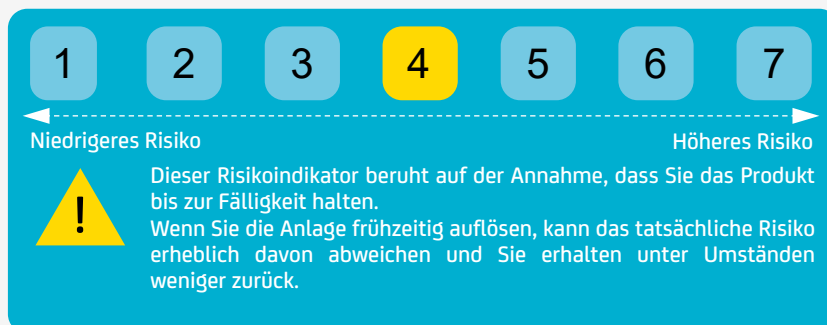 1 2 3 4 5 6 7
Niedrigeres Risiko Höheres Risiko
!
Dieser Risikoindikator beruht auf der Annahme, dass Sie das Produkt
bis zur Fälligkeit halten.
Wenn Sie die Anlage frühzeitig auflösen, kann das tatsächliche Risiko
erheblich davon abweichen und Sie erhalten unter Umständen
weniger zurück.